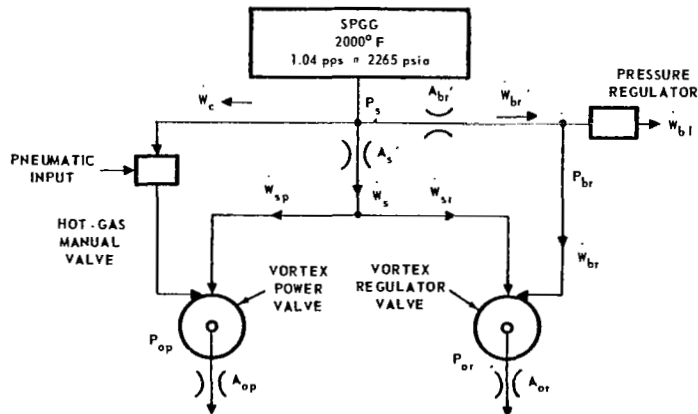 SPGG
2000° F
1.04 pps @ 2265 psia
PRESSURE
REGULATOR
Ẇc
Ps
Abr'
Ẇbr'
Ẇbl
PNEUMATIC
INPUT
As'
Pbr
Ẇsp
Ẇs
Ẇsr
HOT-GAS
MANUAL
VALVE
Ẇbr
VORTEX
POWER
VALVE
VORTEX
REGULATOR
VALVE
Pop
Por
Aop
Aor